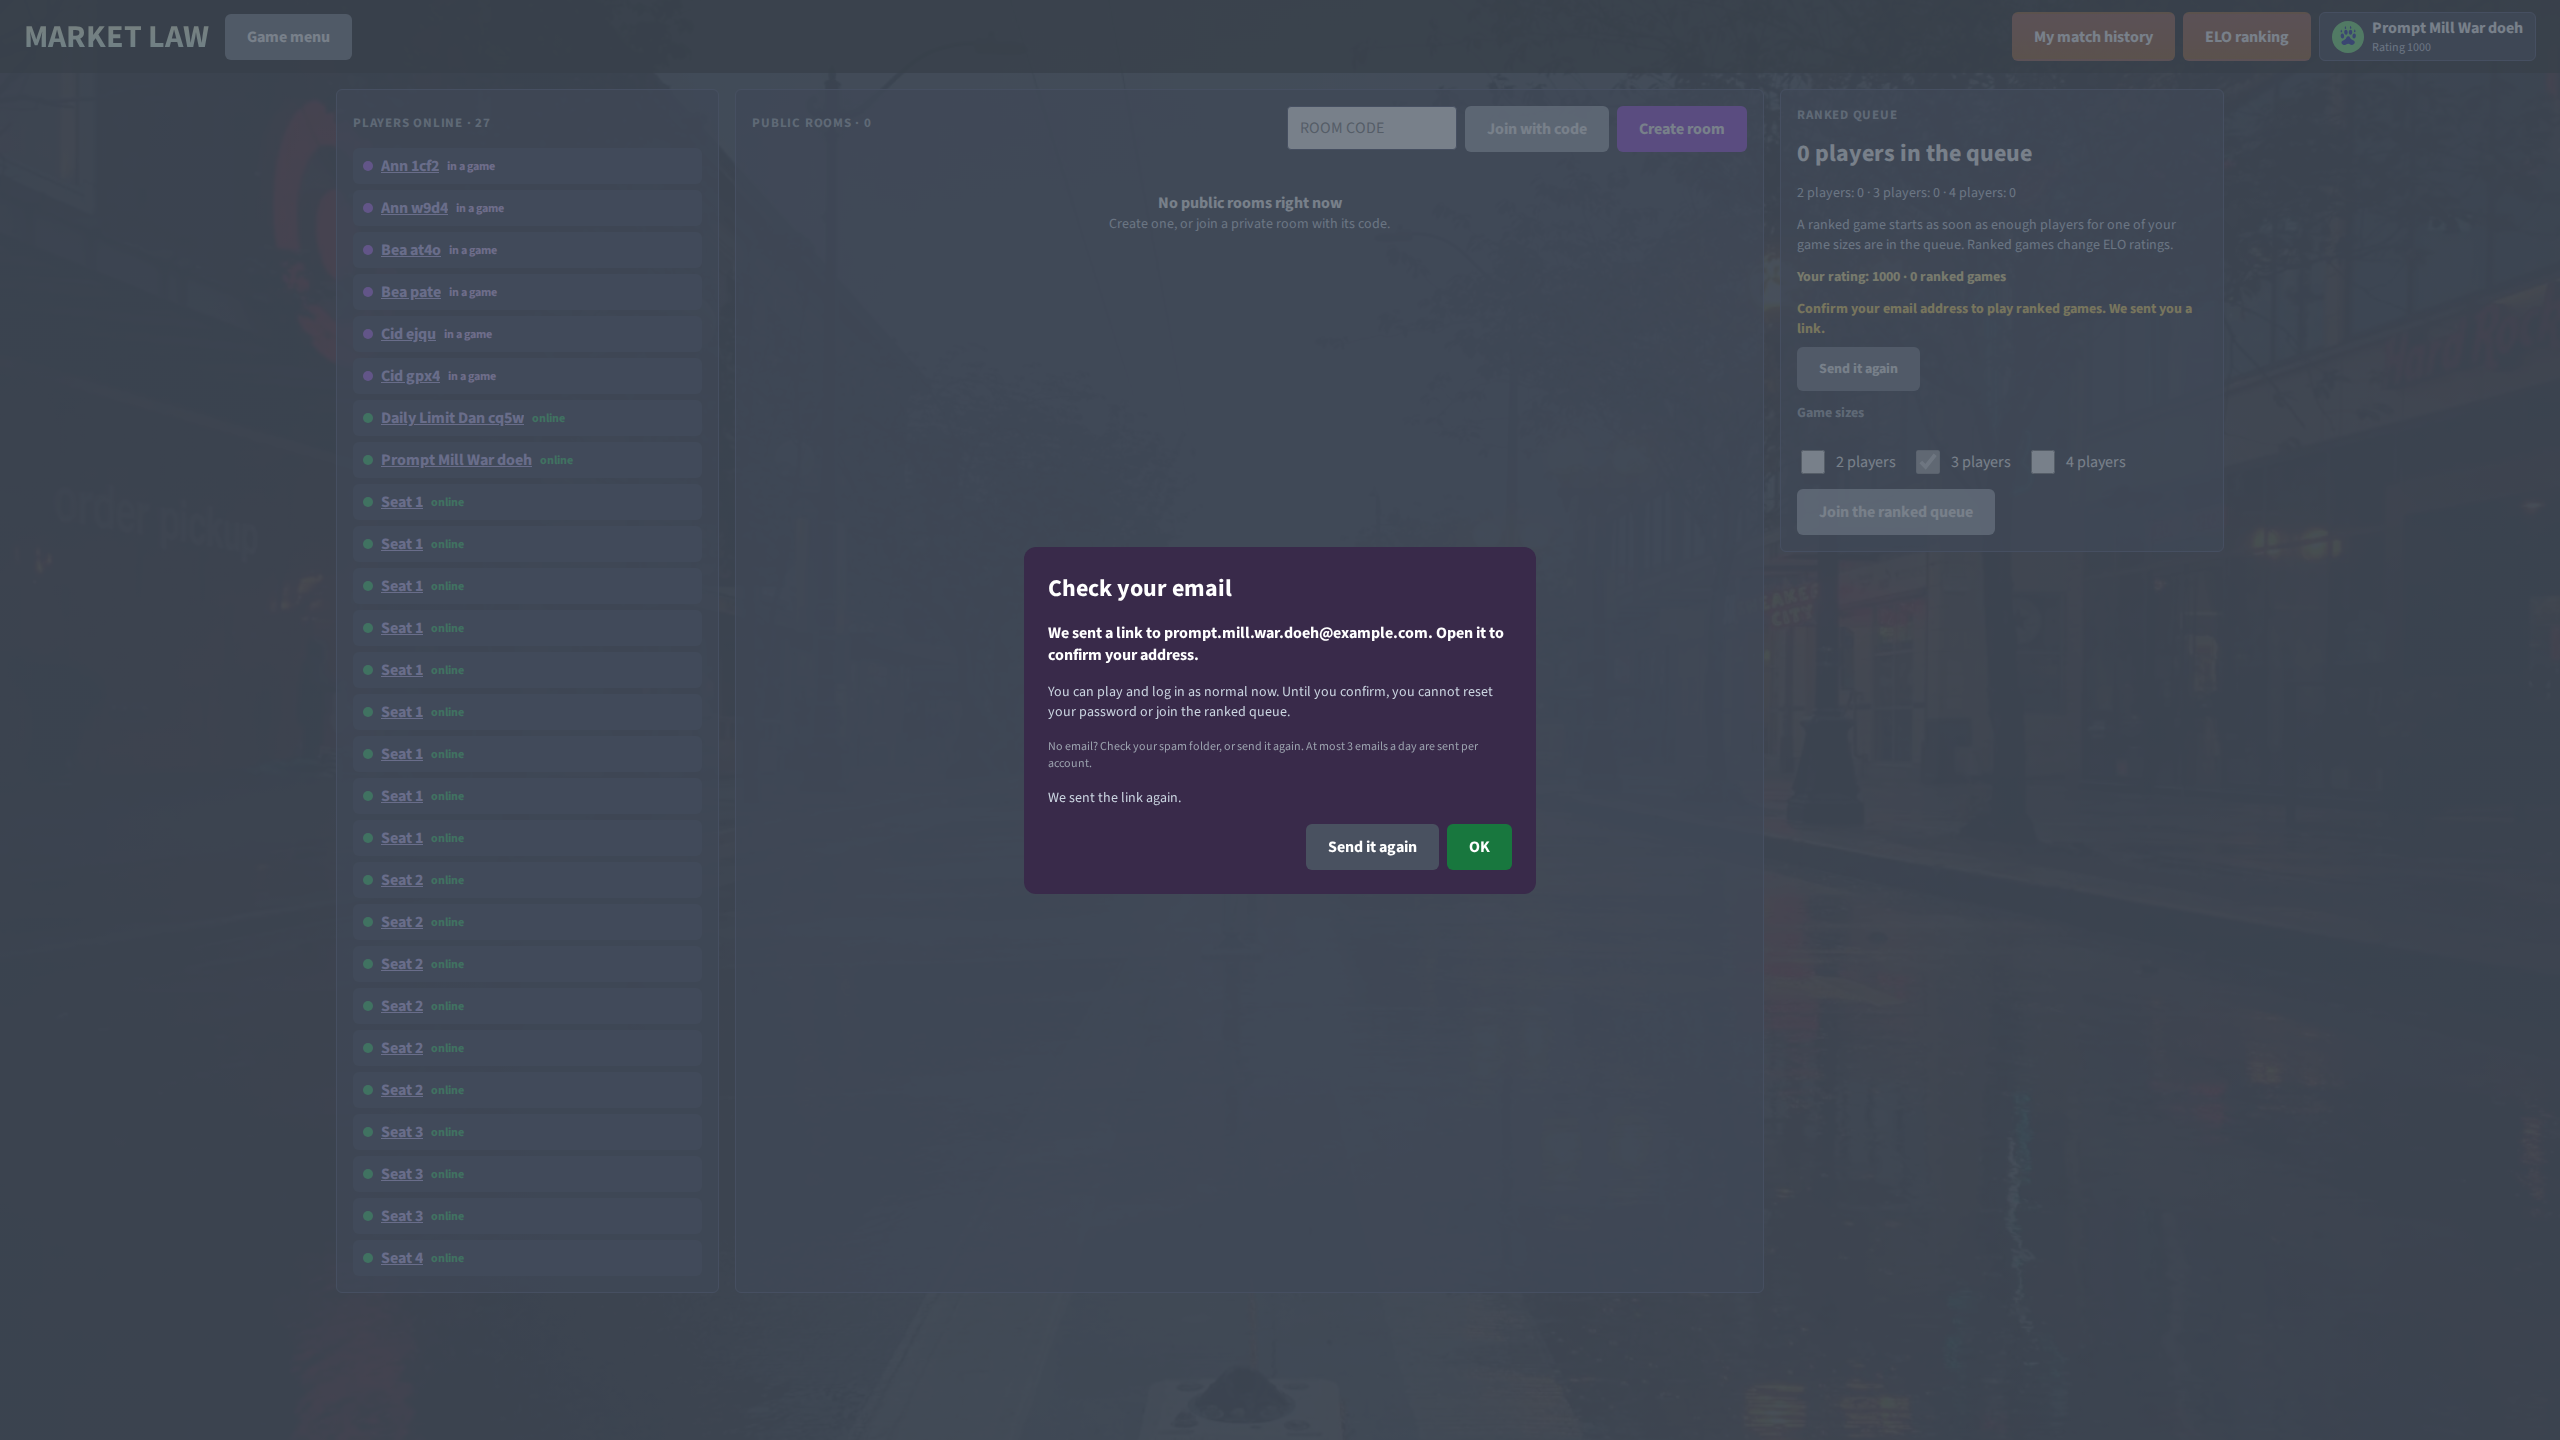 MARKET LAW
Game menu
My match history
ELO ranking
Prompt Mill War doeh
Rating 1000
PLAYERS ONLINE · 27
Ann 1cf2 in a game
Ann w9d4 in a game
Bea at4o in a game
Bea pate in a game
Cid ejqu in a game
Cid gpx4 in a game
Daily Limit Dan cq5w online
Prompt Mill War doeh online
Seat 1 online
Seat 1 online
Seat 1 online
Seat 1 online
Seat 1 online
Seat 1 online
Seat 1 online
Seat 1 online
Seat 1 online
Seat 2 online
Seat 2 online
Seat 2 online
Seat 2 online
Seat 2 online
Seat 2 online
Seat 3 online
Seat 3 online
Seat 3 online
Seat 4 online
PUBLIC ROOMS · 0
ROOM CODE
Join with code
Create room
No public rooms right now
Create one, or join a private room with its code.
RANKED QUEUE
0 players in the queue
2 players: 0 · 3 players: 0 · 4 players: 0
A ranked game starts as soon as enough players for one of your
game sizes are in the queue. Ranked games change ELO ratings.
Your rating: 1000 · 0 ranked games
Confirm your email address to play ranked games. We sent you a
link.
Send it again
Game sizes
2 players
3 players
4 players
Join the ranked queue
Check your email
We sent a link to prompt.mill.war.doeh@example.com. Open it to
confirm your address.
You can play and log in as normal now. Until you confirm, you cannot reset
your password or join the ranked queue.
No email? Check your spam folder, or send it again. At most 3 emails a day are sent per
account.
We sent the link again.
Send it again
OK
order pickup